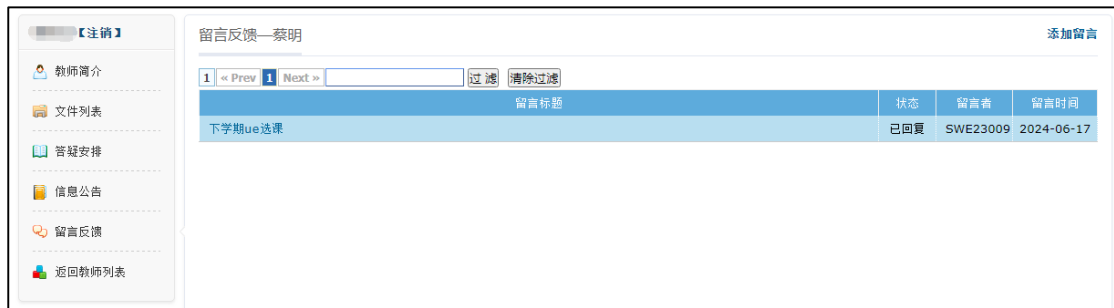 【注销】
教师简介
文件列表
答疑安排
信息公告
留言反馈
返回教师列表
留言反馈—蔡明
添加留言
1 « Prev 1 Next » 过 滤 清除过滤
留言标题 状态 留言者 留言时间
下学期ue选课 已回复 SWE23009 2024-06-17